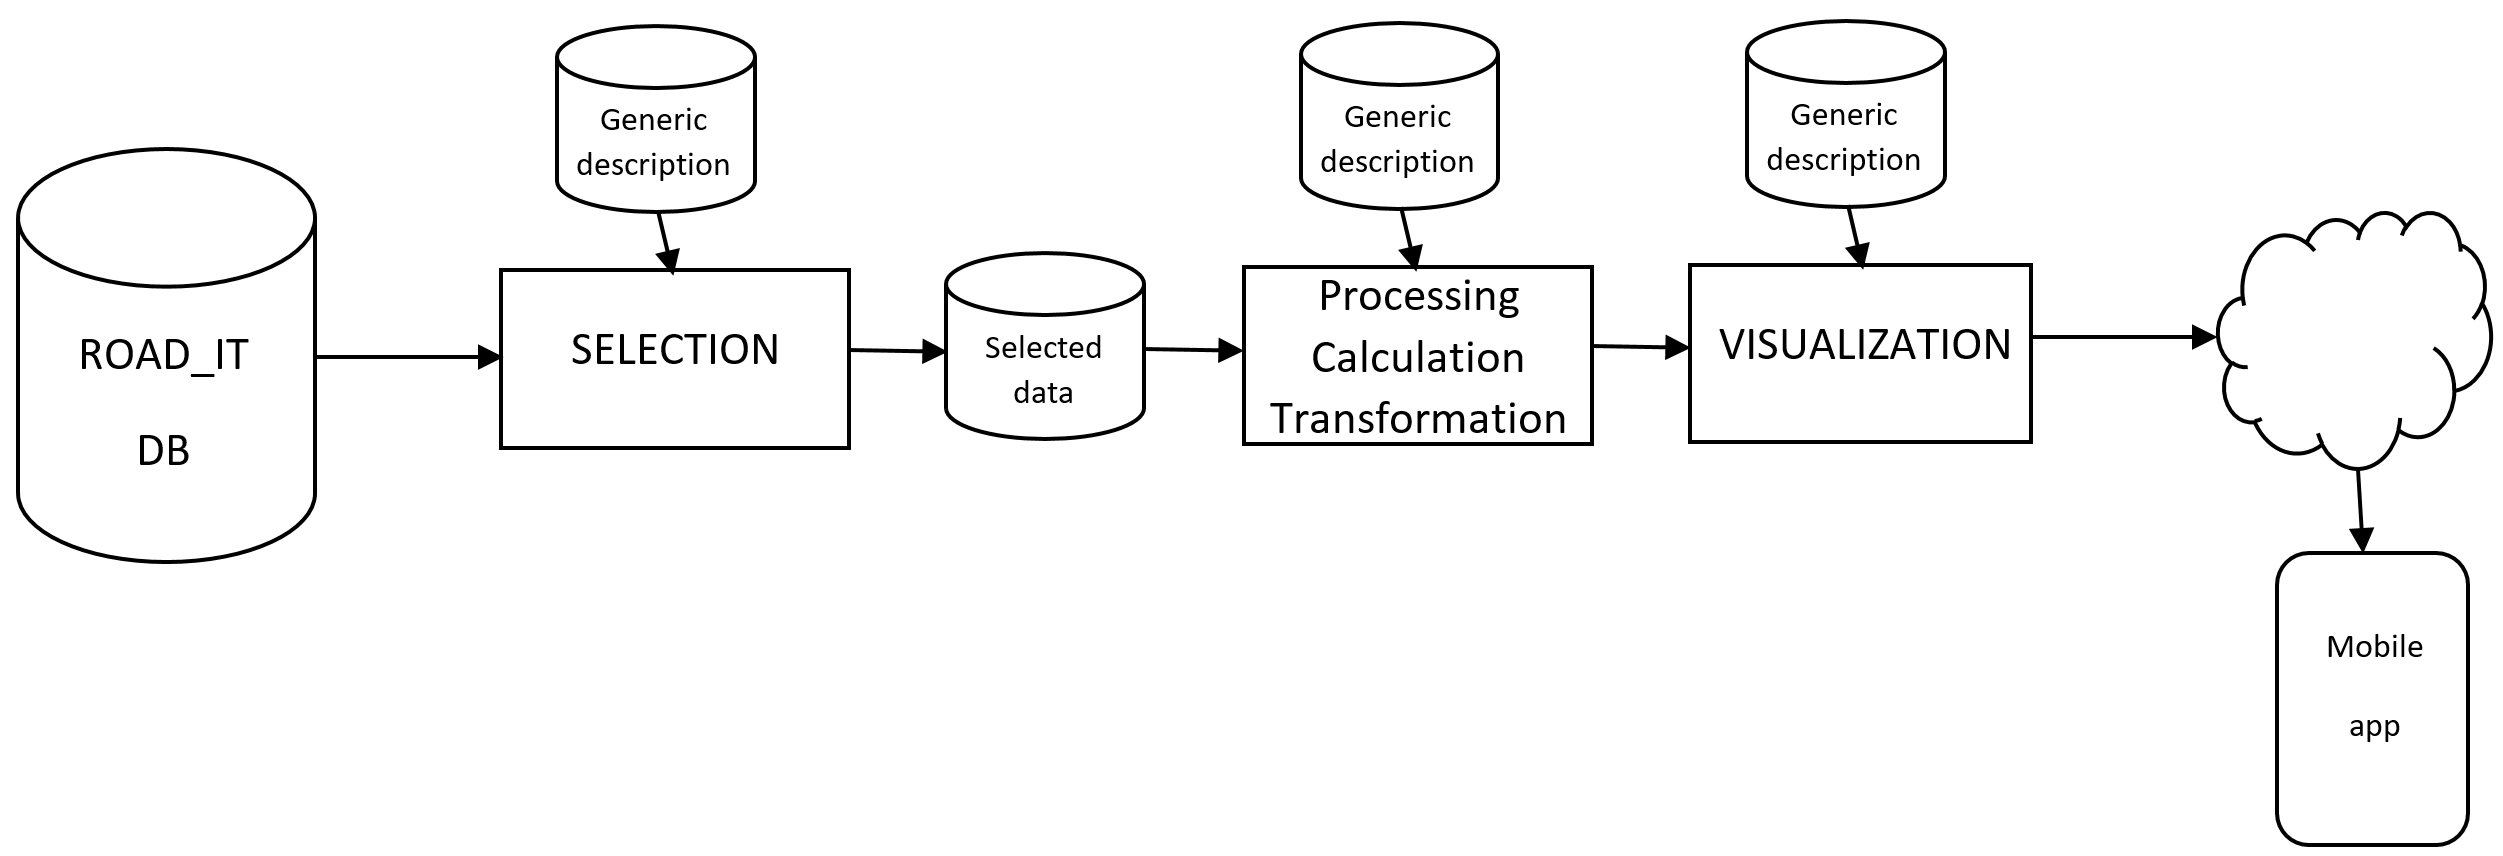 Generic
description
Generic
description
Generic
description
ROAD_IT
DB
SELECTION
Selected
data
Processing
Calculation
Transformation
VISUALIZATION
Mobile
app